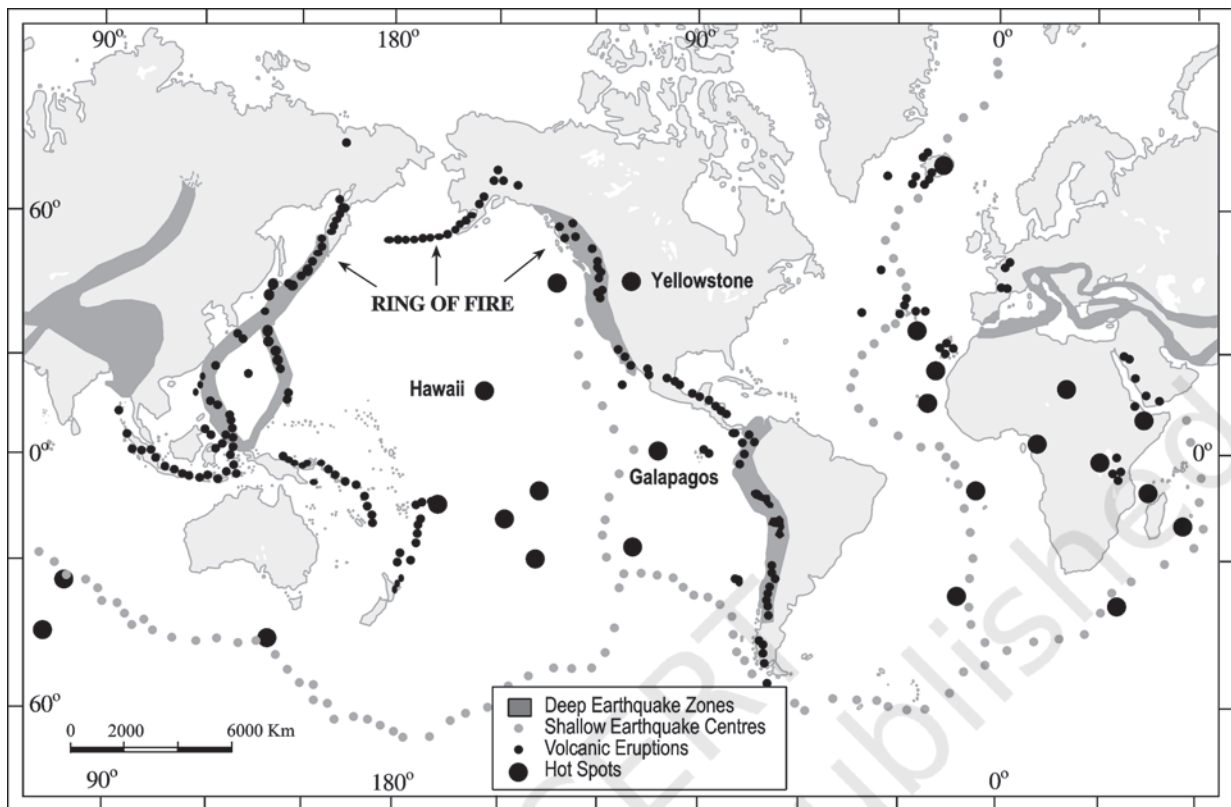 90º 180º 90º 0º
60º
Yellowstone
RING OF FIRE
Hawaii
0º 0º
Galapagos
60º
Deep Earthquake Zones
Shallow Earthquake Centres
Volcanic Eruptions
Hot Spots
0 2000 6000 Km
90º 180º 0º